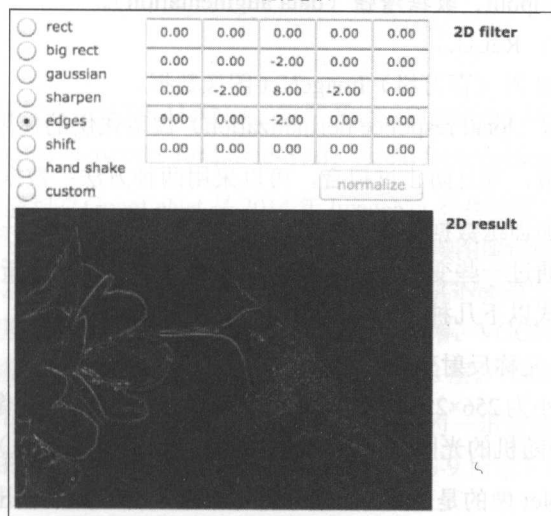 rect
big rect
gaussian
sharpen
edges
shift
hand shake
custom
0.00 0.00 0.00 0.00 0.00
0.00 0.00 -2.00 0.00 0.00
0.00 -2.00 8.00 -2.00 0.00
0.00 0.00 -2.00 0.00 0.00
0.00 0.00 0.00 0.00 0.00
normalize
2D filter
2D result